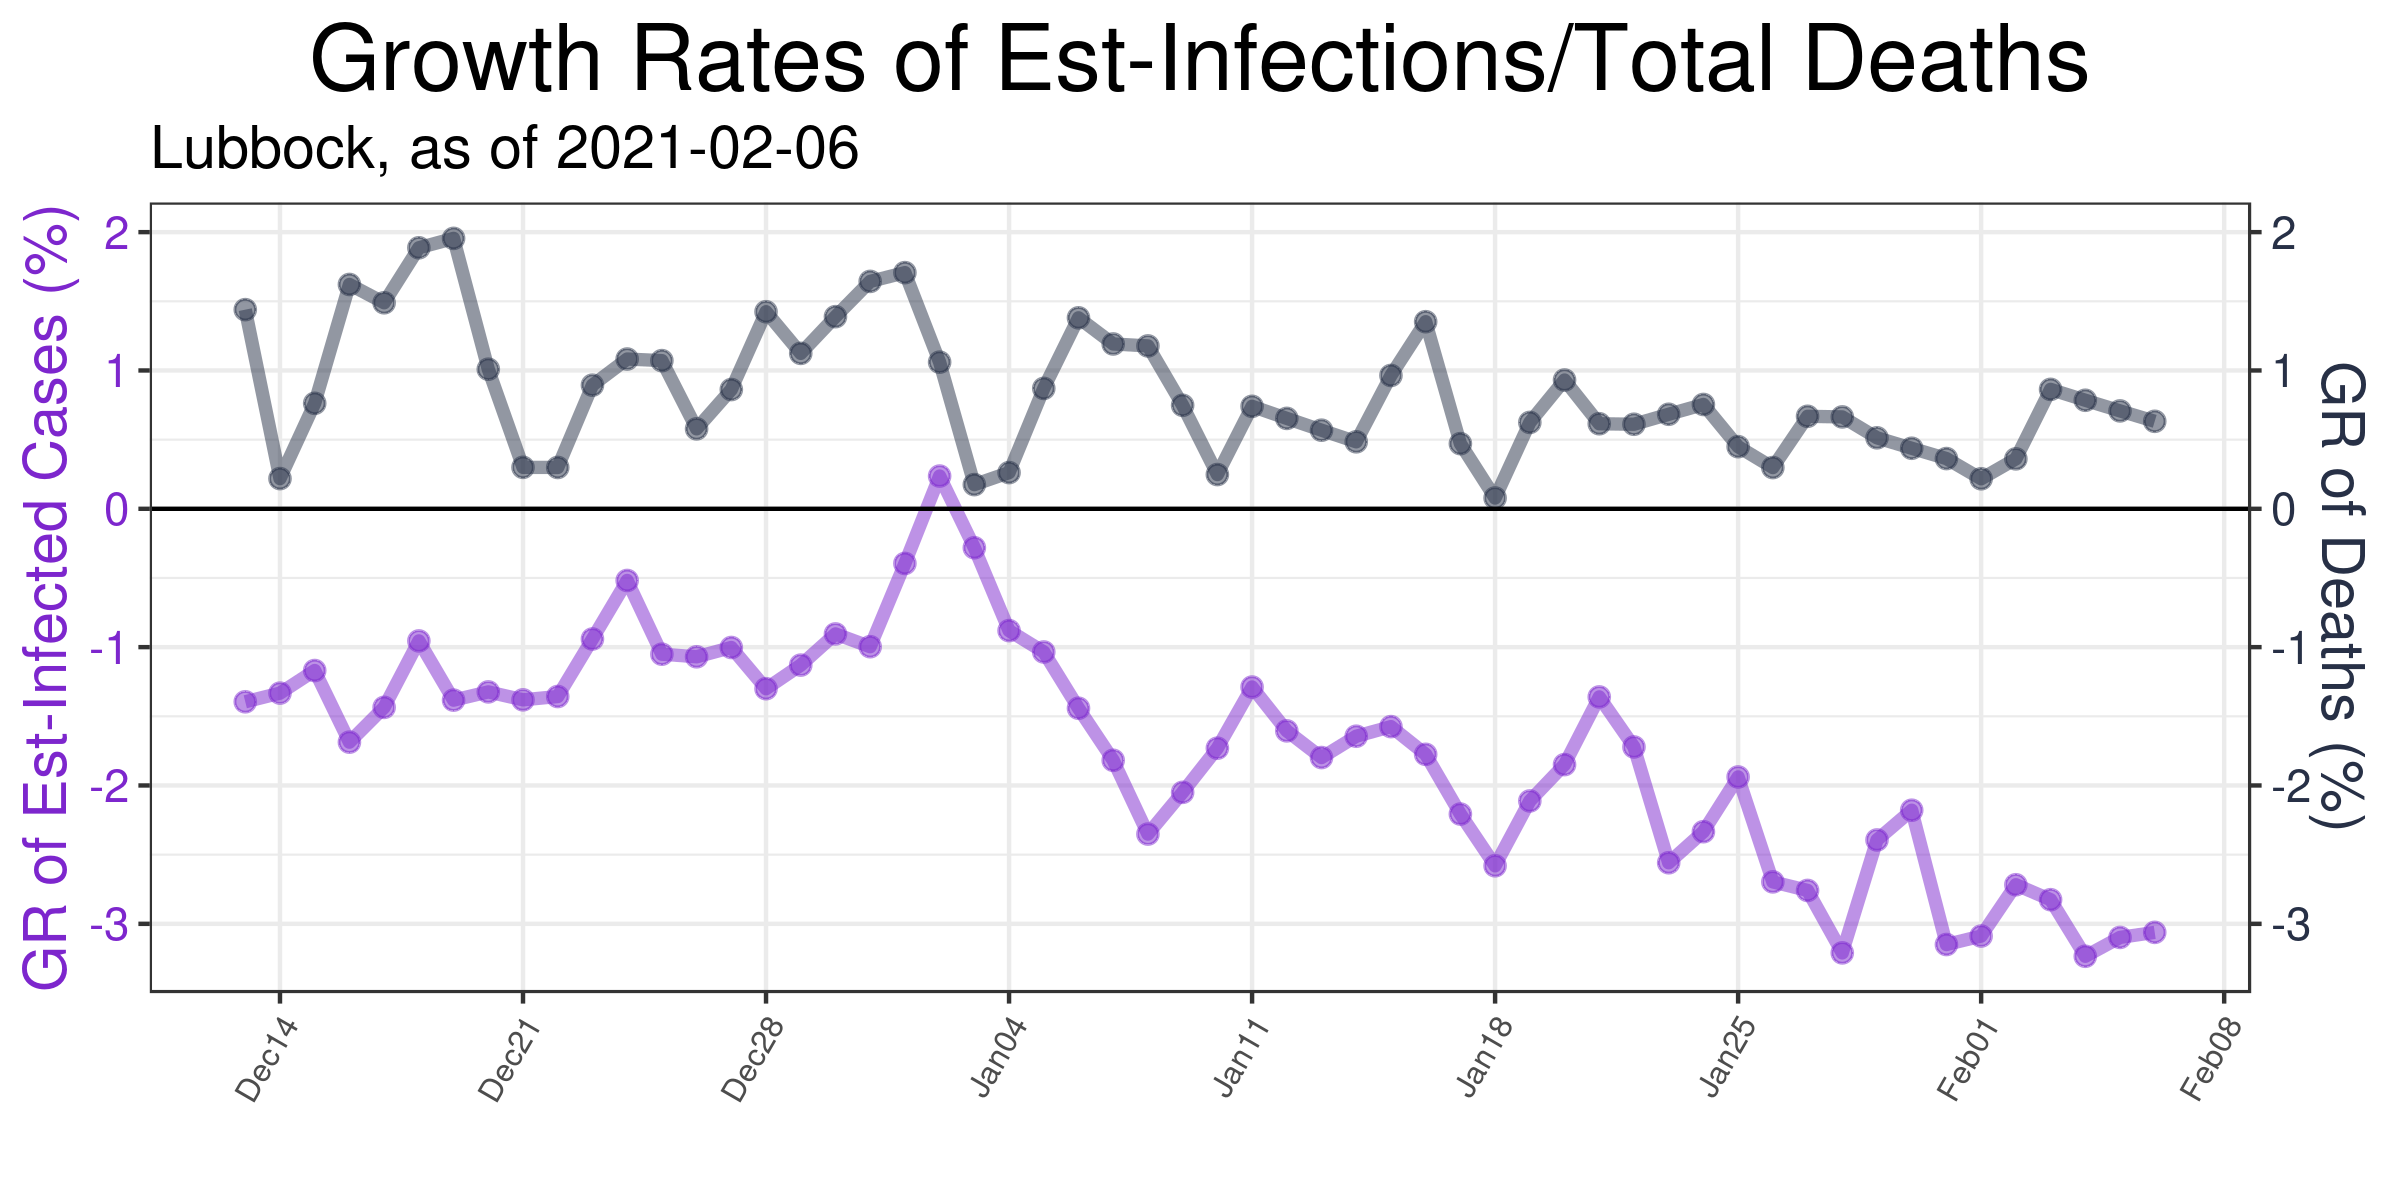 Growth Rates of Est-Infections/Total Deaths
Lubbock, as of 2021-02-06
GR of Est-Infected Cases (%)
2
1
0
-1
-2
-3
2
1
0
-1
-2
-3
GR of Deaths (%)
Dec14
Dec21
Dec28
Jan04
Jan11
Jan18
Jan25
Feb01
Feb08